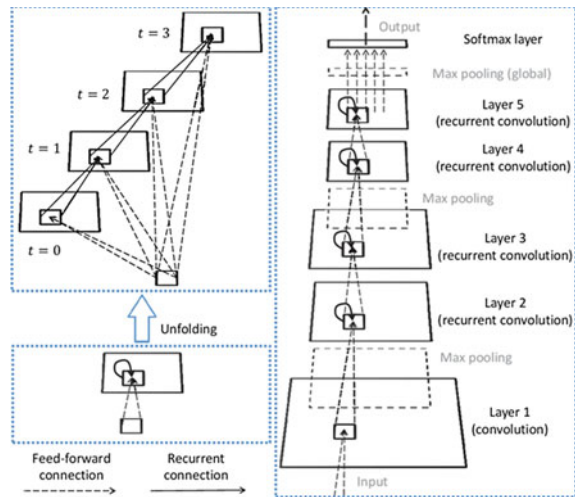 t = 3
t = 2
t = 1
t = 0
Unfolding
Feed-forward
connection
Recurrent
connection
Output
Softmax layer
Max pooling (global)
Layer 5
(recurrent convolution)
Layer 4
(recurrent convolution)
Max pooling
Layer 3
(recurrent convolution)
Layer 2
(recurrent convolution)
Max pooling
Layer 1
(convolution)
Input